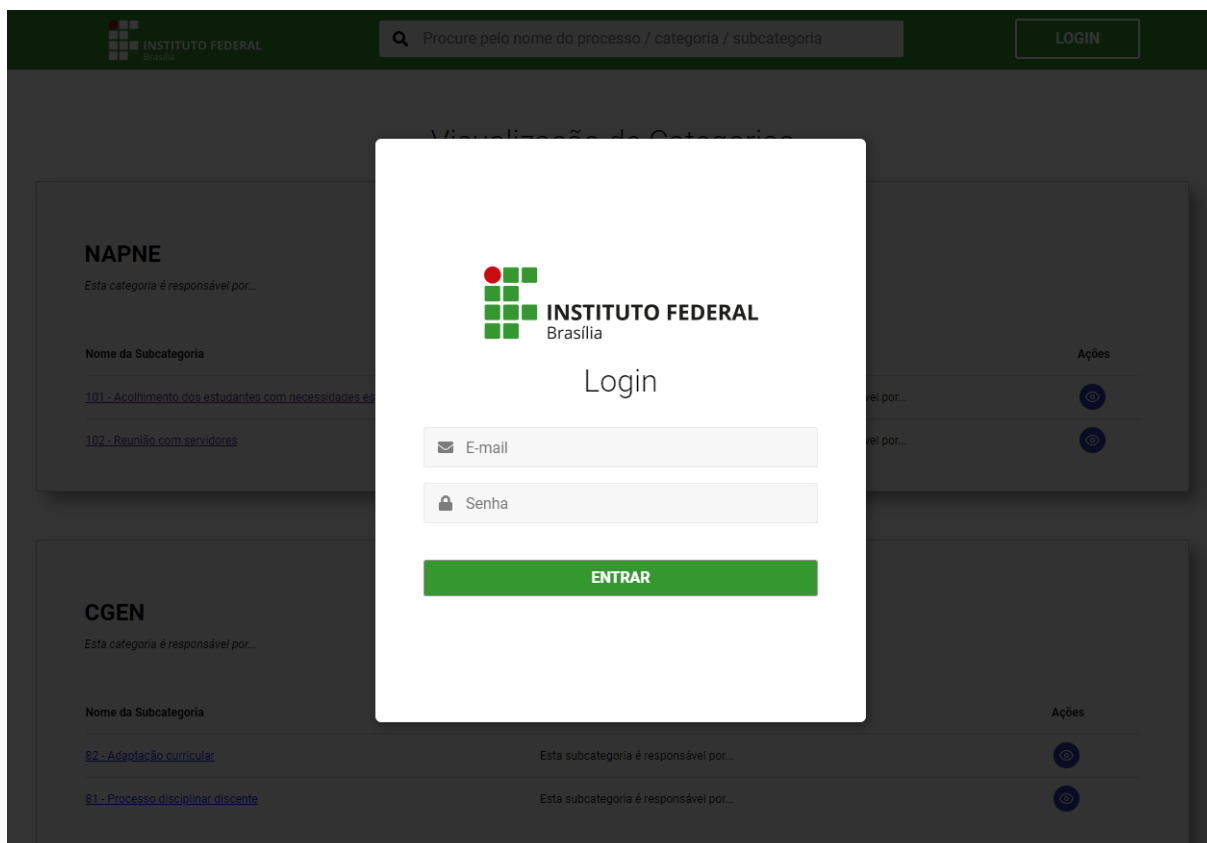 INSTITUTO FEDERAL
Brasília
Procure pelo nome do processo / categoria / subcategoria
LOGIN
Visualização de Categorias
NAPNE
Esta categoria é responsável por...
Nome da Subcategoria
Ações
101 - Acolhimento dos estudantes com necessidades es
vel por...
102 - Reunião com servidores
vel por...
INSTITUTO FEDERAL
Brasília
Login
E-mail
Senha
ENTRAR
CGEN
Esta categoria é responsável por...
Nome da Subcategoria
Ações
82 - Adaptação curricular
Esta subcategoria é responsável por...
81 - Processo disciplinar discente
Esta subcategoria é responsável por...